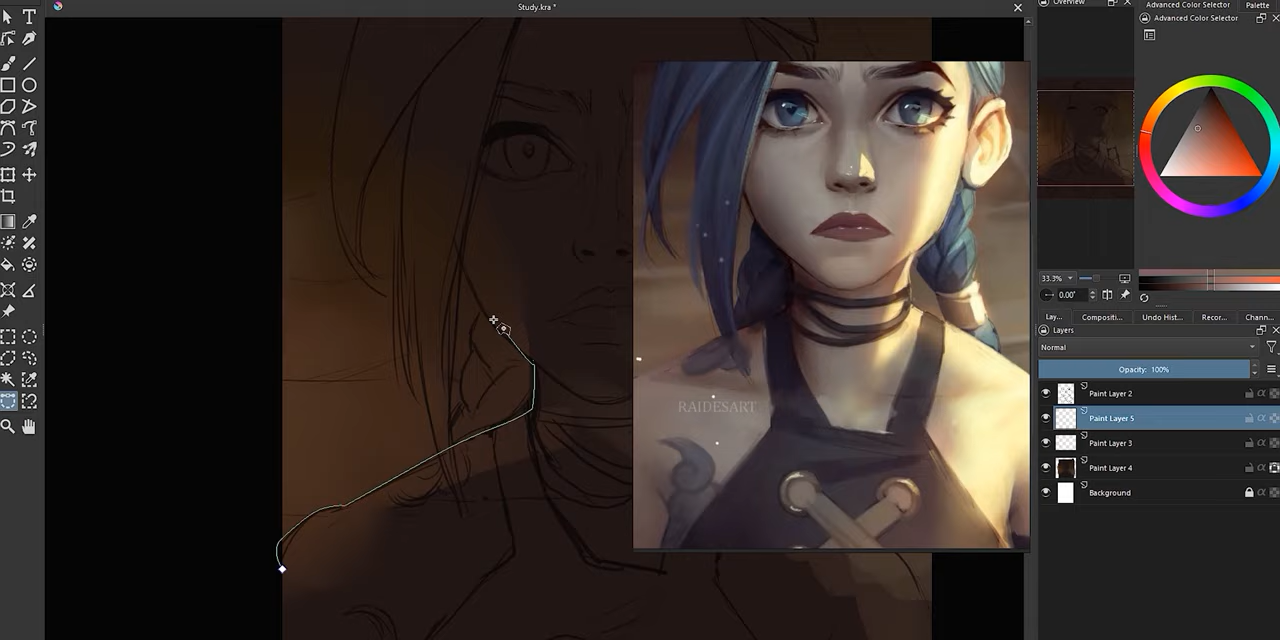 Study.kra *
Overview
Advanced Color Selector
Palette
Advanced Color Selector
33.3%
0.00°
Lay...
Compositi...
Undo Hist...
Recor...
Chann...
Layers
Normal
Opacity: 100%
Paint Layer 2
Paint Layer 5
Paint Layer 3
Paint Layer 4
Background
RAIDESART